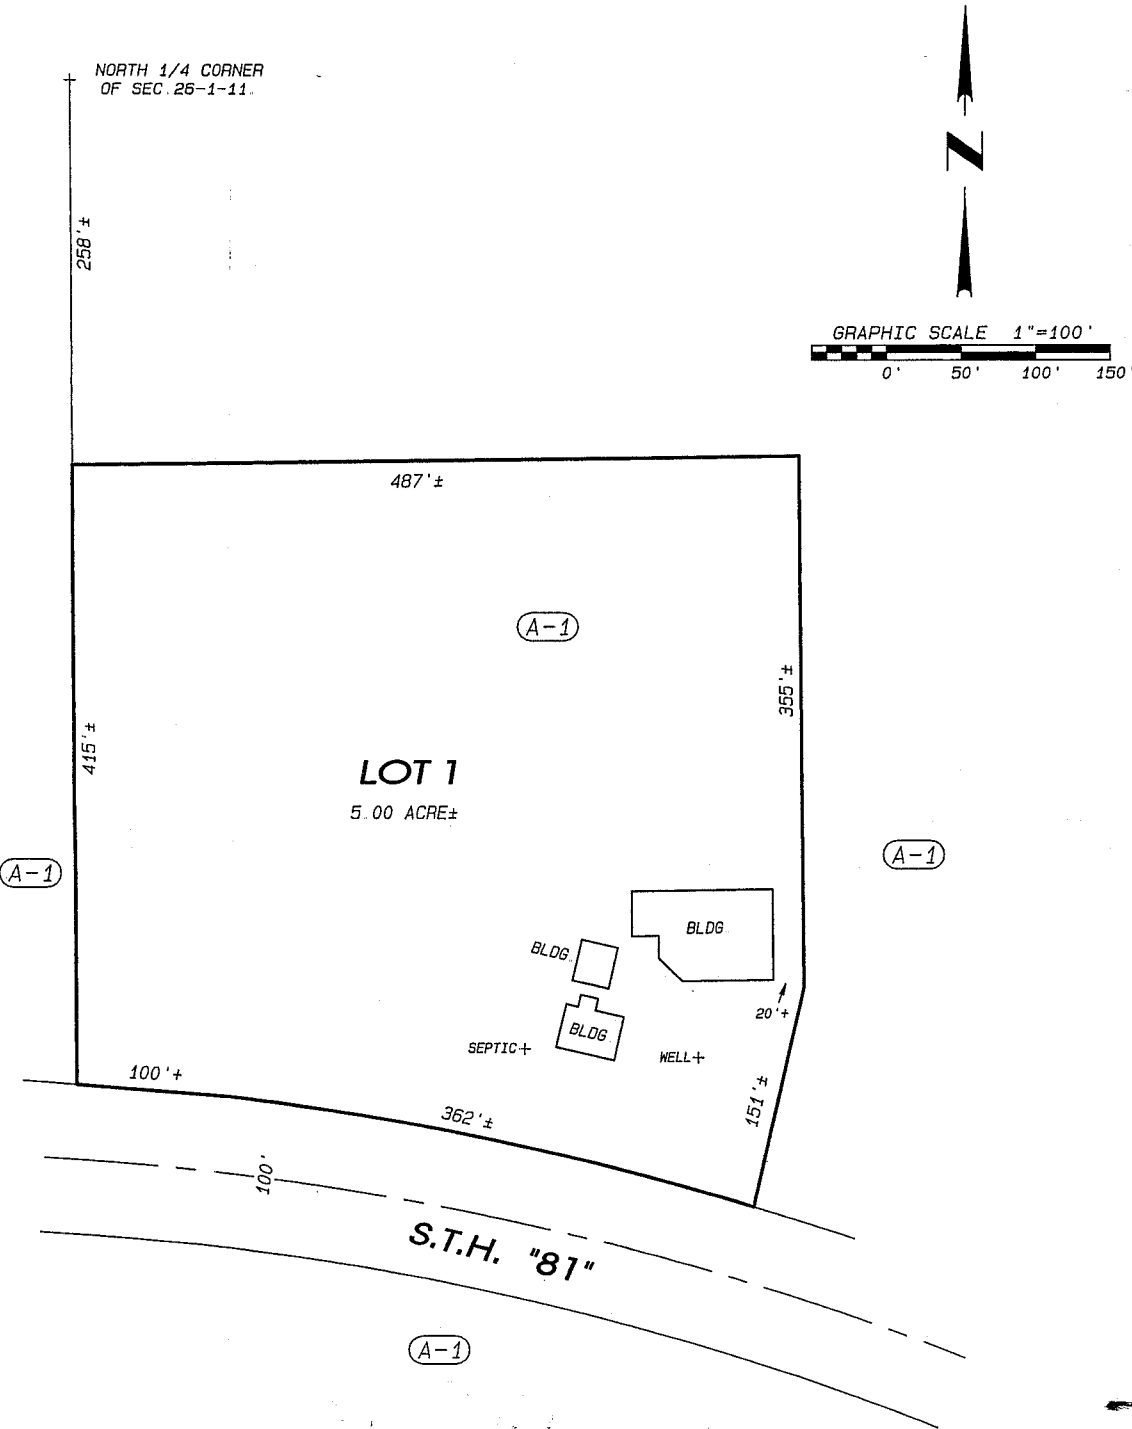 NORTH 1/4 CORNER
OF SEC. 26-1-11.
258'±
N
GRAPHIC SCALE 1"=100'
0' 50' 100' 150'
487'±
A-1
355'±
415'±
LOT 1
5.00 ACRE±
A-1
A-1
BLDG.
BLDG.
20'+
BLDG.
SEPTIC+
WELL+
100'+
151'±
362'±
100'
S.T.H. "81"
A-1